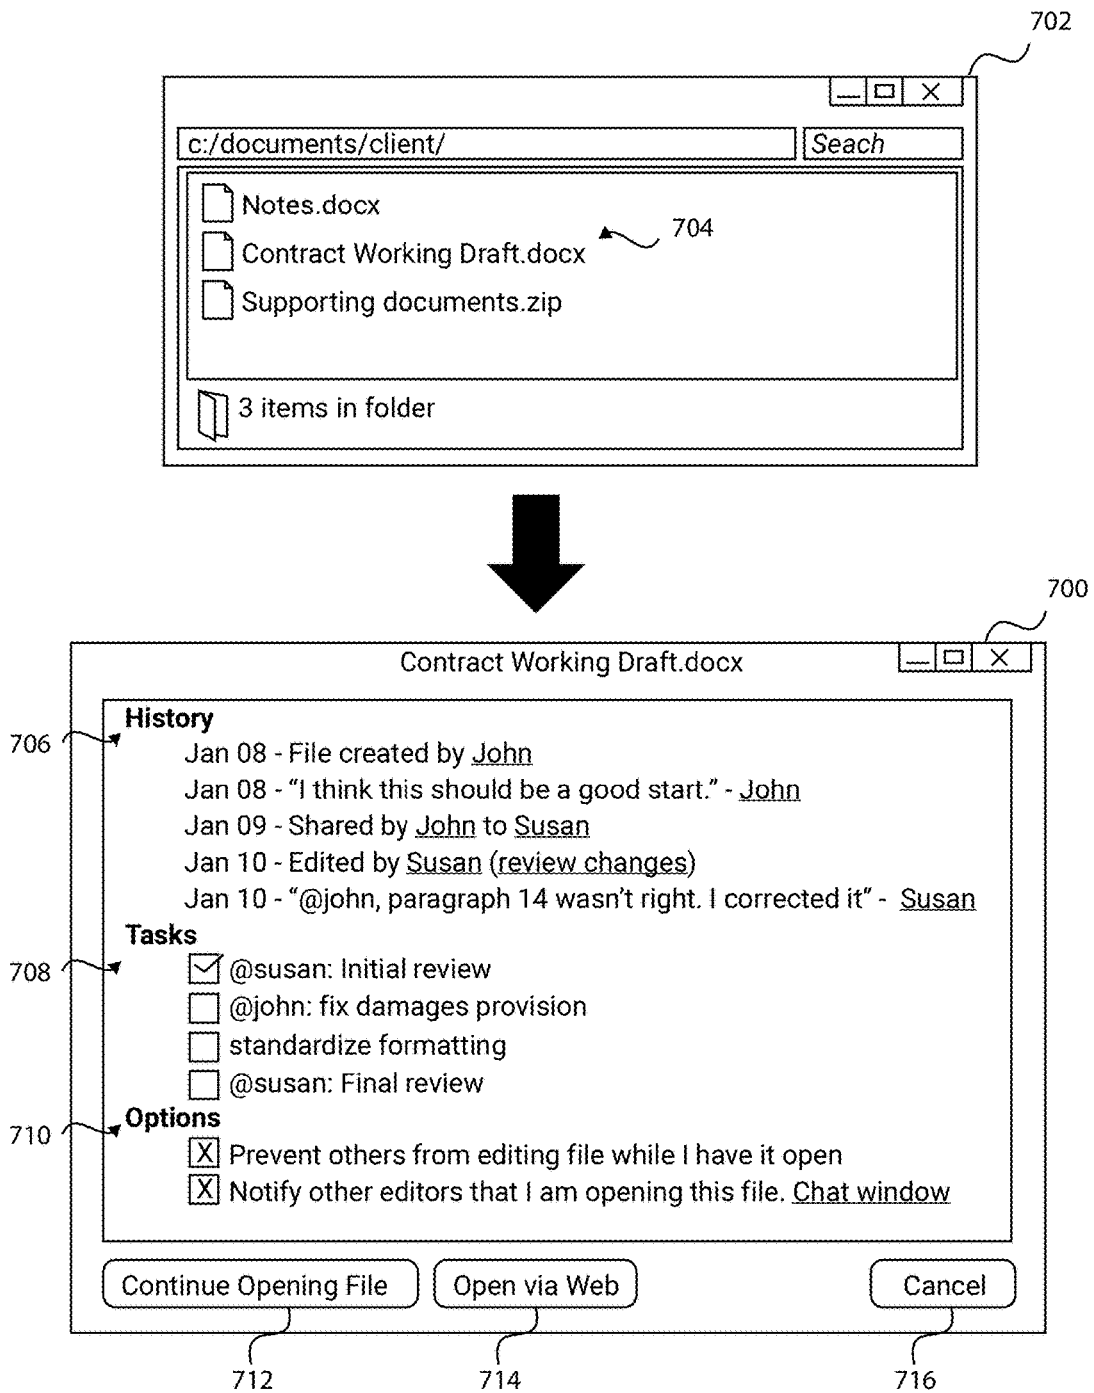 702
c:/documents/client/ Seach
Notes.docx
704
Contract Working Draft.docx
Supporting documents.zip
3 items in folder
700
Contract Working Draft.docx
706
History
Jan 08 - File created by John
Jan 08 - “I think this should be a good start.” - John
Jan 09 - Shared by John to Susan
Jan 10 - Edited by Susan (review changes)
Jan 10 - “@john, paragraph 14 wasn’t right. I corrected it” - Susan
Tasks
708
@susan: Initial review
@john: fix damages provision
standardize formatting
@susan: Final review
Options
710
X Prevent others from editing file while I have it open
X Notify other editors that I am opening this file. Chat window
Continue Opening File Open via Web Cancel
712 714 716